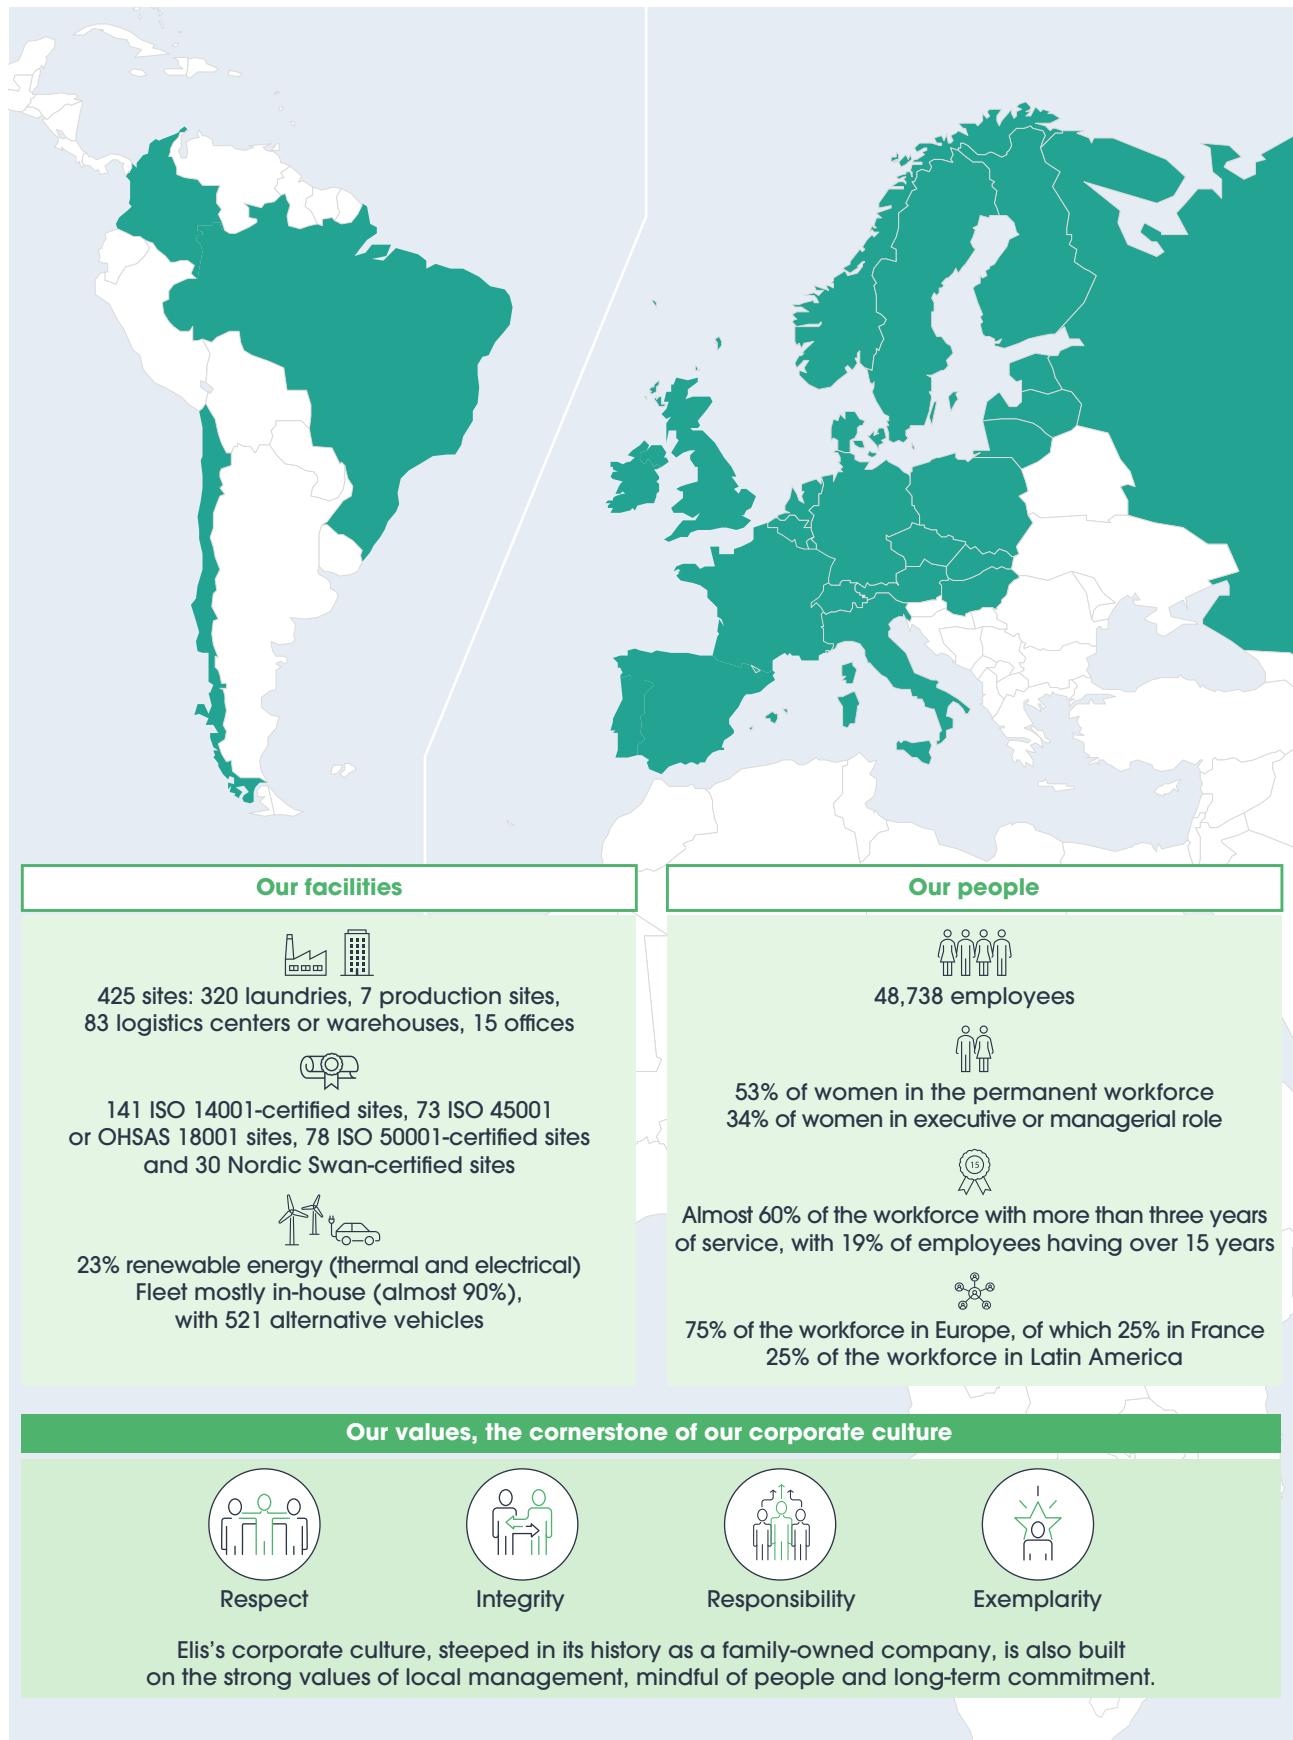 Our facilities
425 sites: 320 laundries, 7 production sites,
83 logistics centers or warehouses, 15 offices
141 ISO 14001-certified sites, 73 ISO 45001
or OHSAS 18001 sites, 78 ISO 50001-certified sites
and 30 Nordic Swan-certified sites
23% renewable energy (thermal and electrical)
Fleet mostly in-house (almost 90%),
with 521 alternative vehicles
Our people
48,738 employees
53% of women in the permanent workforce
34% of women in executive or managerial role
15
Almost 60% of the workforce with more than three years
of service, with 19% of employees having over 15 years
75% of the workforce in Europe, of which 25% in France
25% of the workforce in Latin America
Our values, the cornerstone of our corporate culture
Respect
Integrity
Responsibility
Exemplarity
Elis's corporate culture, steeped in its history as a family-owned company, is also built
on the strong values of local management, mindful of people and long-term commitment.